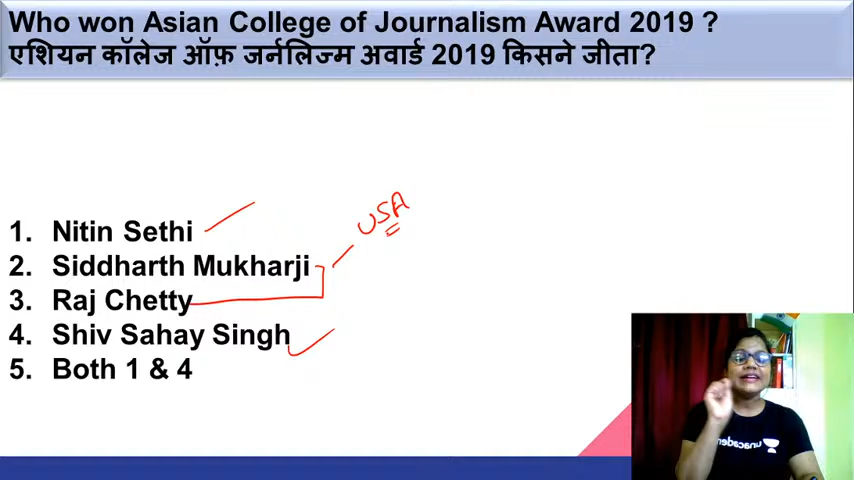 Who won Asian College of Journalism Award 2019 ?
एशियन कॉलेज ऑफ़ जर्नलिज्म अवार्ड 2019 किसने जीता?
USA
1. Nitin Sethi
2. Siddharth Mukharji
3. Raj Chetty
4. Shiv Sahay Singh
5. Both 1 & 4